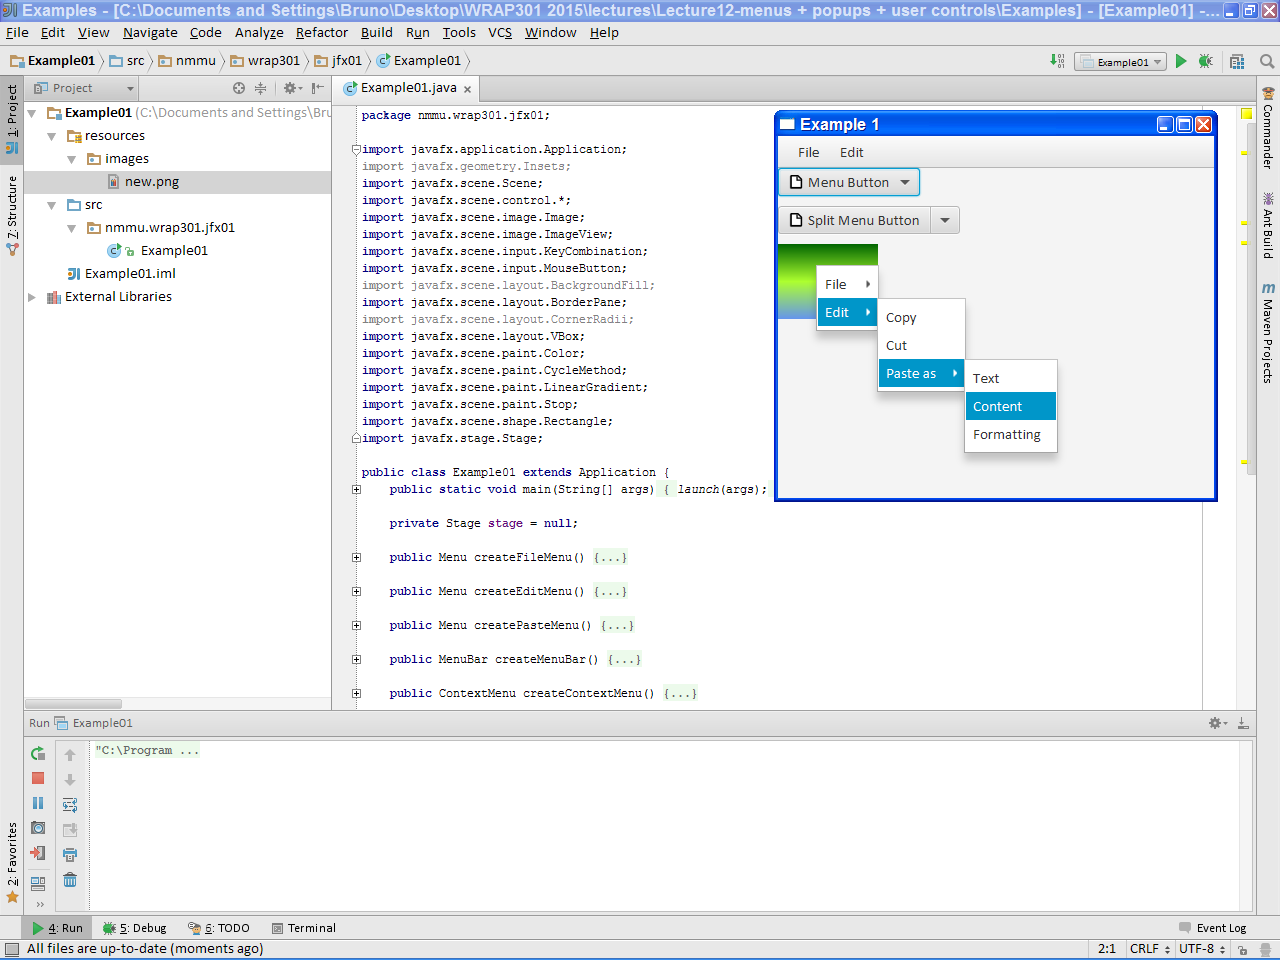 Examples - [C:\Documents and Settings\Bruno\Desktop\WRAP301 2015\lectures\Lecture12-menus + popups + user controls\Examples] - [Example01] - ...
File Edit View Navigate Code Analyze Refactor Build Run Tools VCS Window Help
Example01 src nmmu wrap301 jfx01 Example01
Example01
1: Project
7: Structure
2: Favorites
Project
Example01 (C:\Documents and Settings\Bru
resources
images
new.png
src
nmmu.wrap301.jfx01
Example01
Example01.iml
External Libraries
Example01.java
package nmmu.wrap301.jfx01;
import javafx.application.Application;
import javafx.geometry.Insets;
import javafx.scene.Scene;
import javafx.scene.control.*;
import javafx.scene.image.Image;
import javafx.scene.image.ImageView;
import javafx.scene.input.KeyCombination;
import javafx.scene.input.MouseButton;
import javafx.scene.layout.BackgroundFill;
import javafx.scene.layout.BorderPane;
import javafx.scene.layout.CornerRadii;
import javafx.scene.layout.VBox;
import javafx.scene.paint.Color;
import javafx.scene.paint.CycleMethod;
import javafx.scene.paint.LinearGradient;
import javafx.scene.paint.Stop;
import javafx.scene.shape.Rectangle;
import javafx.stage.Stage;
public class Example01 extends Application {
public static void main(String[] args) { launch(args);
private Stage stage = null;
public Menu createFileMenu() {...}
public Menu createEditMenu() {...}
public Menu createPasteMenu() {...}
public MenuBar createMenuBar() {...}
public ContextMenu createContextMenu() {...}
Example 1
File Edit
Menu Button
Split Menu Button
File
Edit
Copy
Cut
Paste as
Text
Content
Formatting
Commander
Ant Build
Maven Projects
Run Example01
"C:\Program ...
4: Run 5: Debug 6: TODO Terminal Event Log
All files are up-to-date (moments ago) 2:1 CRLF UTF-8